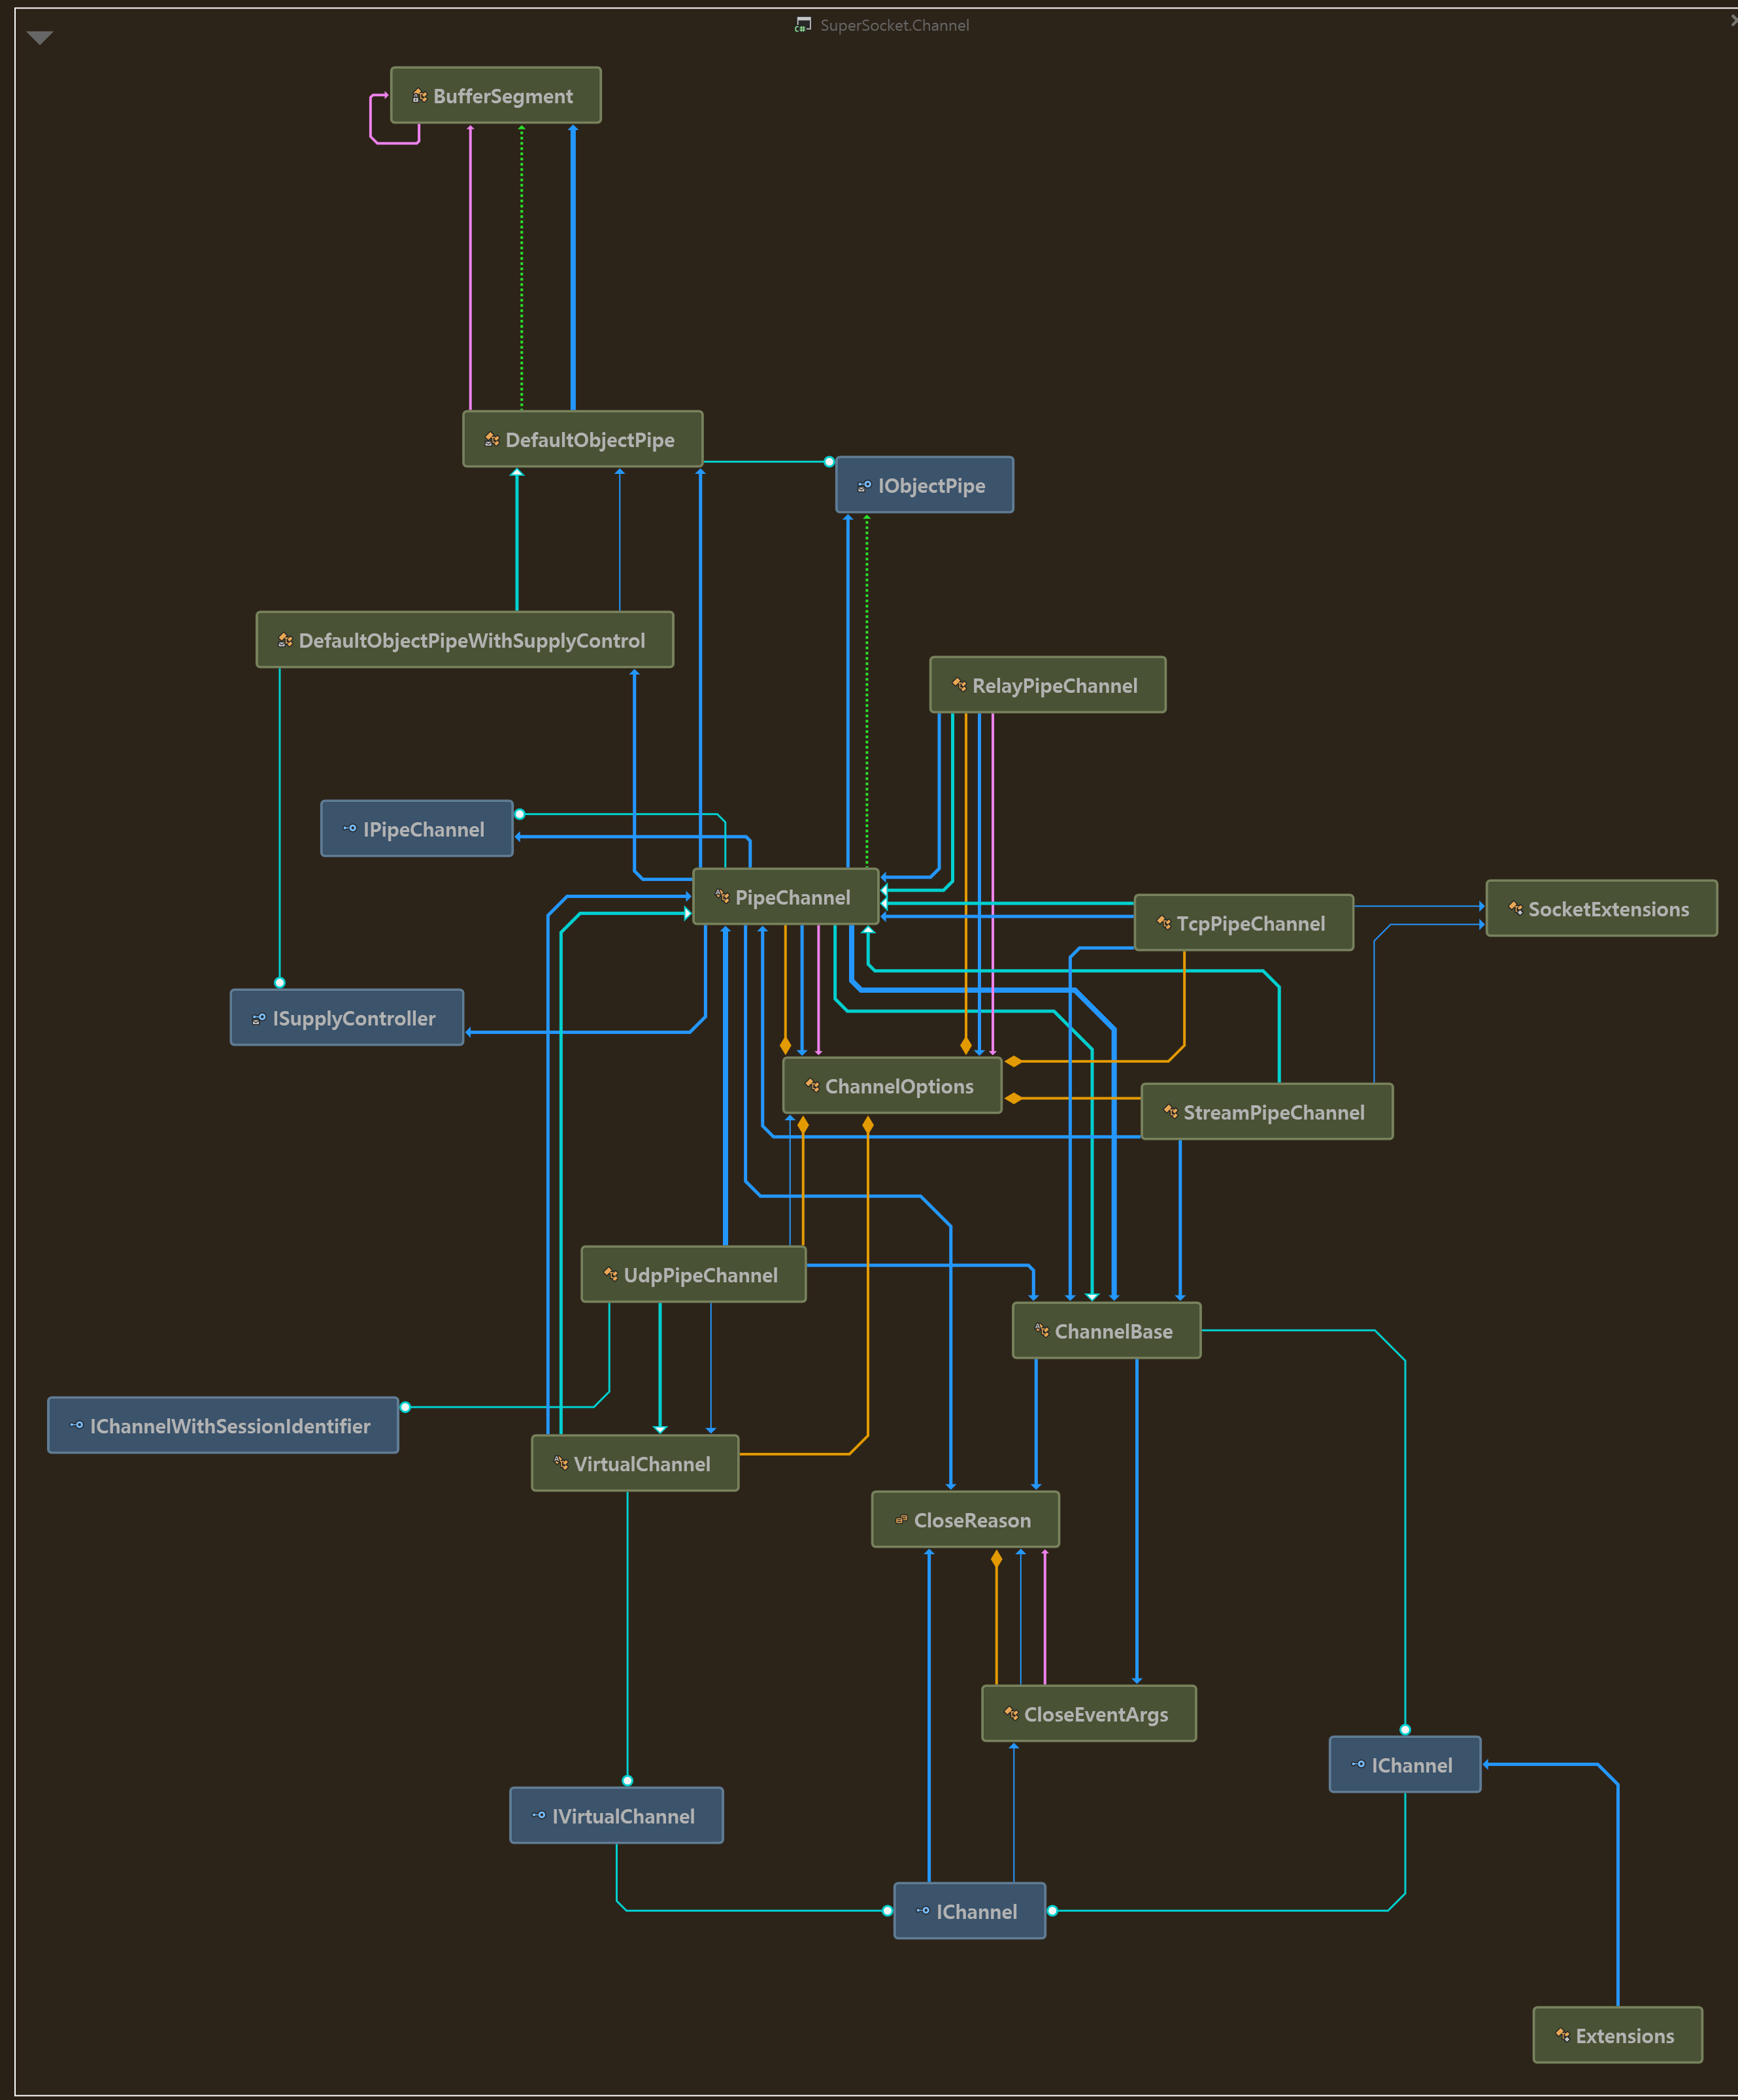 SuperSocket.Channel
BufferSegment
DefaultObjectPipe
IObjectPipe
DefaultObjectPipeWithSupplyControl
RelayPipeChannel
IPipeChannel
PipeChannel
TcpPipeChannel
SocketExtensions
ISupplyController
ChannelOptions
StreamPipeChannel
UdpPipeChannel
ChannelBase
IChannelWithSessionIdentifier
VirtualChannel
CloseReason
CloseEventArgs
IChannel
IVirtualChannel
IChannel
Extensions